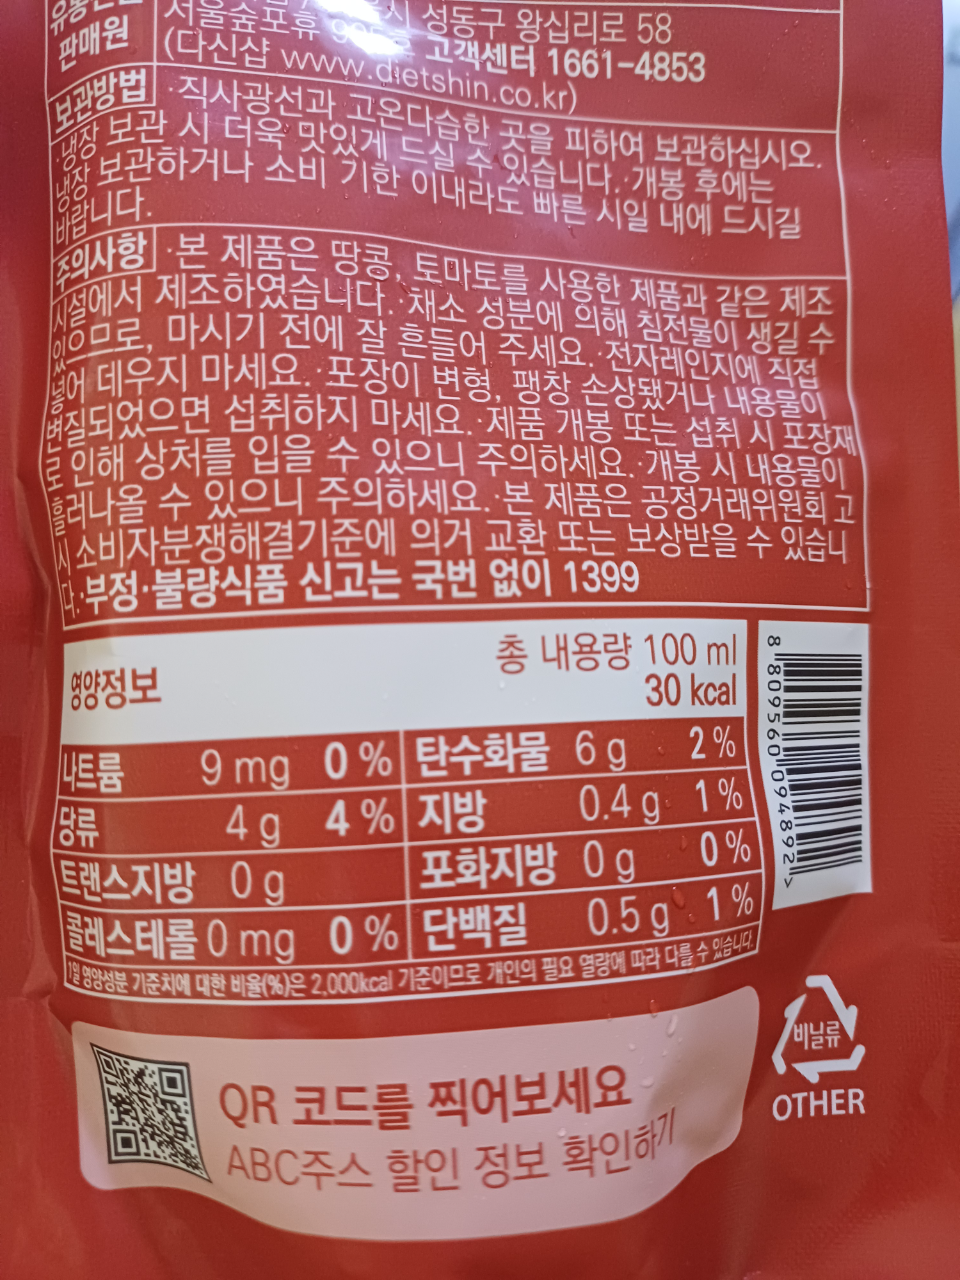 판매원
시 성동구 왕십리로 58
서울숲포휴
고객센터 1661-4853
(다신샵 www.dietshin.co.kr)
보관방법 ·직사광선과 고온다습한 곳을 피하여 보관하십시오.
·냉장 보관 시 더욱 맛있게 드실 수 있습니다. ·개봉 후에는
냉장 보관하거나 소비 기한 이내라도 빠른 시일 내에 드시길
바랍니다.
주의사항 ·본 제품은 땅콩, 토마토를 사용한 제품과 같은 제조
시설에서 제조하였습니다. ·채소 성분에 의해 침전물이 생길 수
있으므로, 마시기 전에 잘 흔들어 주세요. ·전자레인지에 직접
넣어 데우지 마세요. ·포장이 변형, 팽창 손상됐거나 내용물이
변질되었으면 섭취하지 마세요. ·제품 개봉 또는 섭취 시 포장재
로 인해 상처를 입을 수 있으니 주의하세요. ·개봉 시 내용물이
흘러나올 수 있으니 주의하세요. ·본 제품은 공정거래위원회 고
시 소비자분쟁해결기준에 의거 교환 또는 보상받을 수 있습니
다. ·부정·불량식품 신고는 국번 없이 1399
영양정보
총 내용량 100 ml
30 kcal
나트륨 9 mg 0 % 탄수화물 6 g 2 %
당류 4 g 4 % 지방 0.4 g 1 %
트랜스지방 0 g 포화지방 0 g 0 %
콜레스테롤 0 mg 0 % 단백질 0.5 g 1 %
1일 영양성분 기준치에 대한 비율(%)은 2,000kcal 기준이므로 개인의 필요 열량에 따라 다를 수 있습니다.
8 809560 094892 >
QR 코드를 찍어보세요
ABC주스 할인 정보 확인하기
비닐류
OTHER